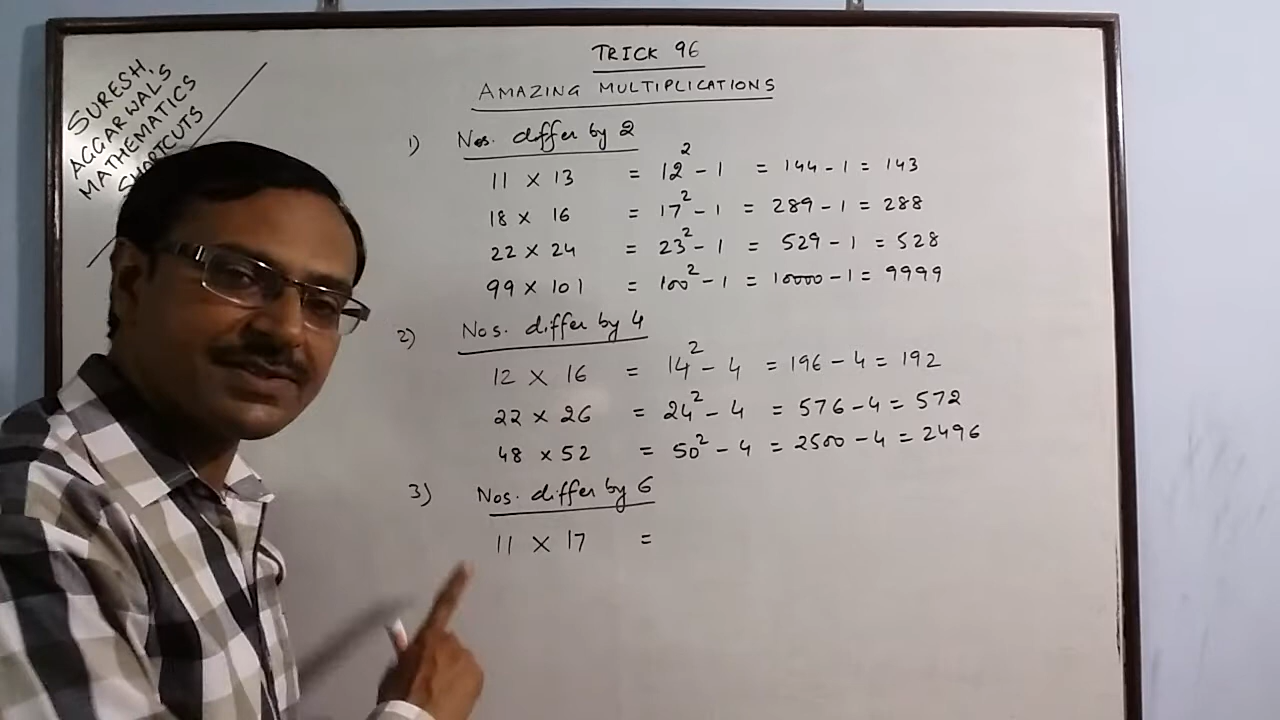 SURESH
AGGARWAL'S
MATHEMATICS
SHORTCUTS
TRICK 96
AMAZING MULTIPLICATIONS
1) Nos. differ by 2
11 × 13 = 12² - 1 = 144 - 1 = 143
18 × 16 = 17² - 1 = 289 - 1 = 288
22 × 24 = 23² - 1 = 529 - 1 = 528
99 × 101 = 100² - 1 = 10000 - 1 = 9999
2) Nos. differ by 4
12 × 16 = 14² - 4 = 196 - 4 = 192
22 × 26 = 24² - 4 = 576 - 4 = 572
48 × 52 = 50² - 4 = 2500 - 4 = 2496
3) Nos. differ by 6
11 × 17 =